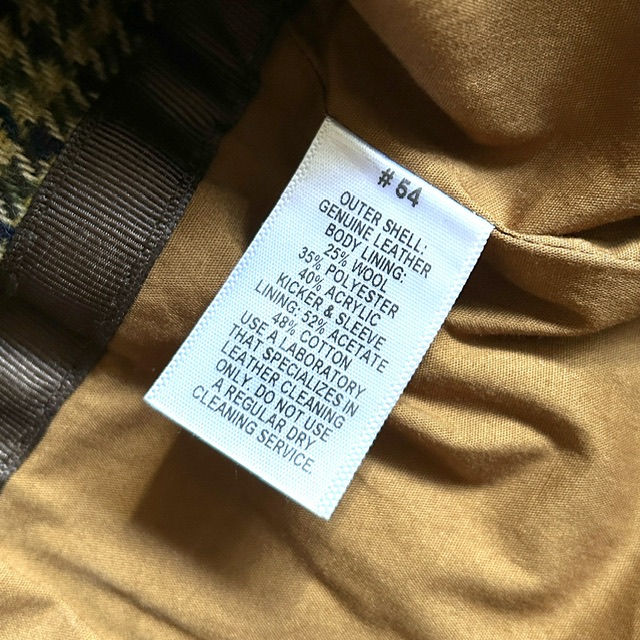 # 54
OUTER SHELL:
GENUINE LEATHER
BODY LINING:
25% WOOL
35% POLYESTER
40% ACRYLIC
KICKER & SLEEVE
LINING: 52% ACETATE
48% COTTON
USE A LABORATORY
THAT SPECIALIZES IN
LEATHER CLEANING
ONLY. DO NOT USE
A REGULAR DRY
CLEANING SERVICE.